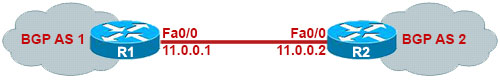 BGP AS 1
R1
Fa0/0
11.0.0.1
Fa0/0
11.0.0.2
R2
BGP AS 2